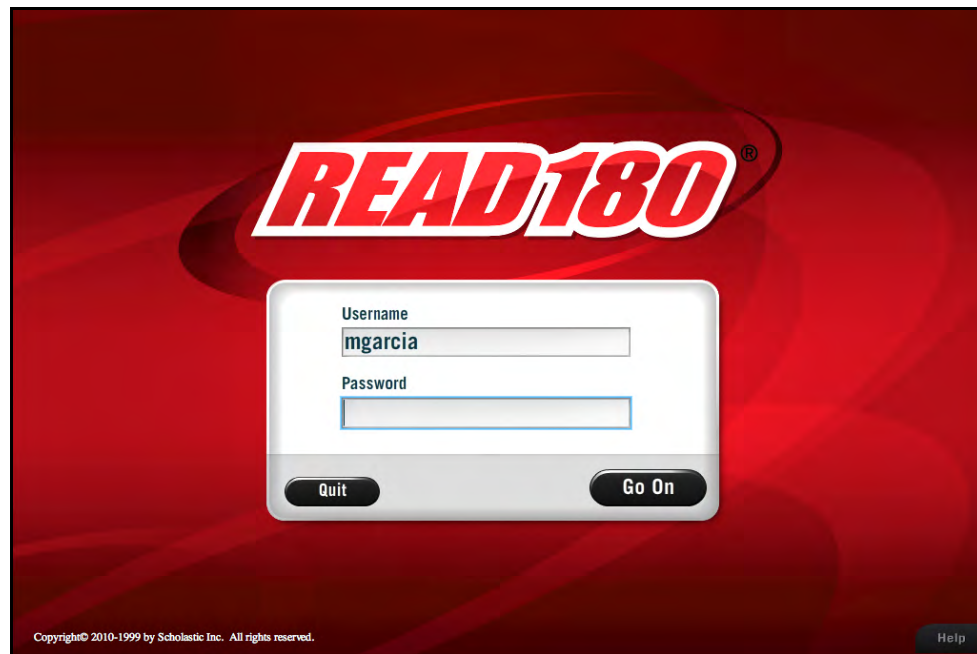 READ180®
Username
mgarcia
Password
Quit
Go On
Copyright© 2010-1999 by Scholastic Inc. All rights reserved.
Help